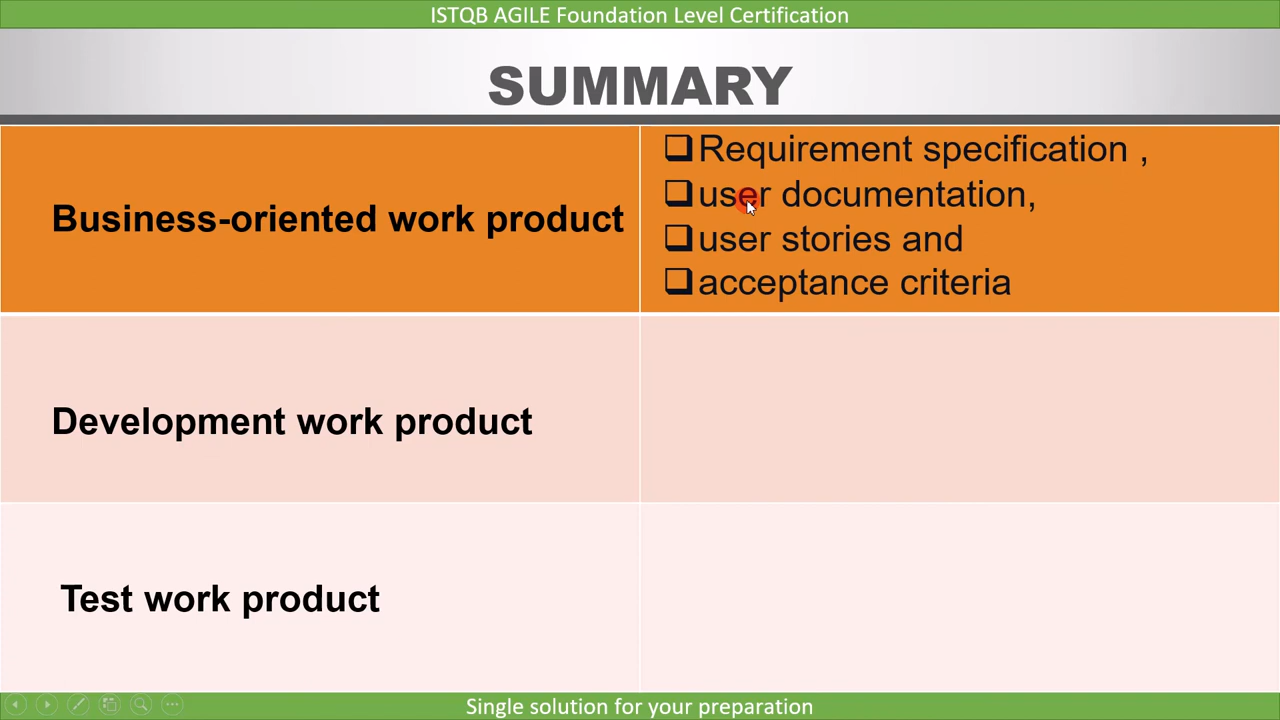 ISTQB AGILE Foundation Level Certification
SUMMARY
Business-oriented work product
Requirement specification ,
user documentation,
user stories and
acceptance criteria
Development work product
Test work product
Single solution for your preparation